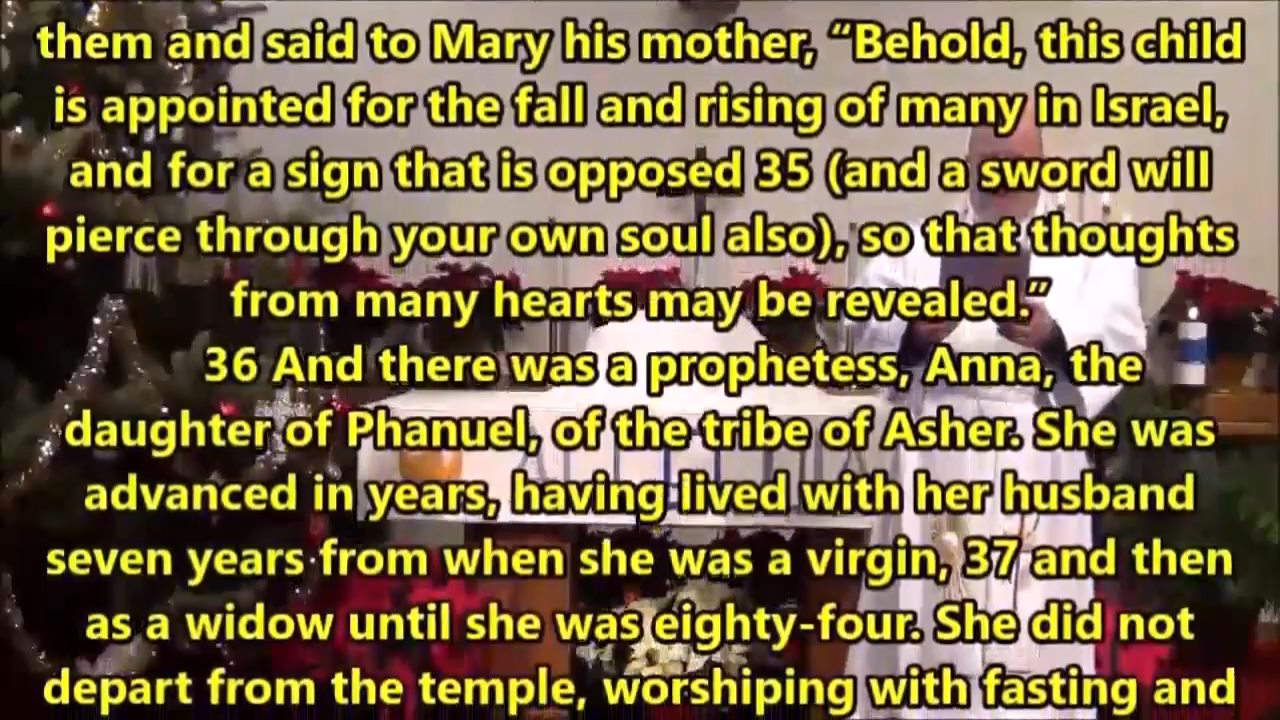 them and said to Mary his mother, “Behold, this child
is appointed for the fall and rising of many in Israel,
and for a sign that is opposed 35 (and a sword will
pierce through your own soul also), so that thoughts
from many hearts may be revealed.”
36 And there was a prophetess, Anna, the
daughter of Phanuel, of the tribe of Asher. She was
advanced in years, having lived with her husband
seven years from when she was a virgin, 37 and then
as a widow until she was eighty-four. She did not
depart from the temple, worshiping with fasting and